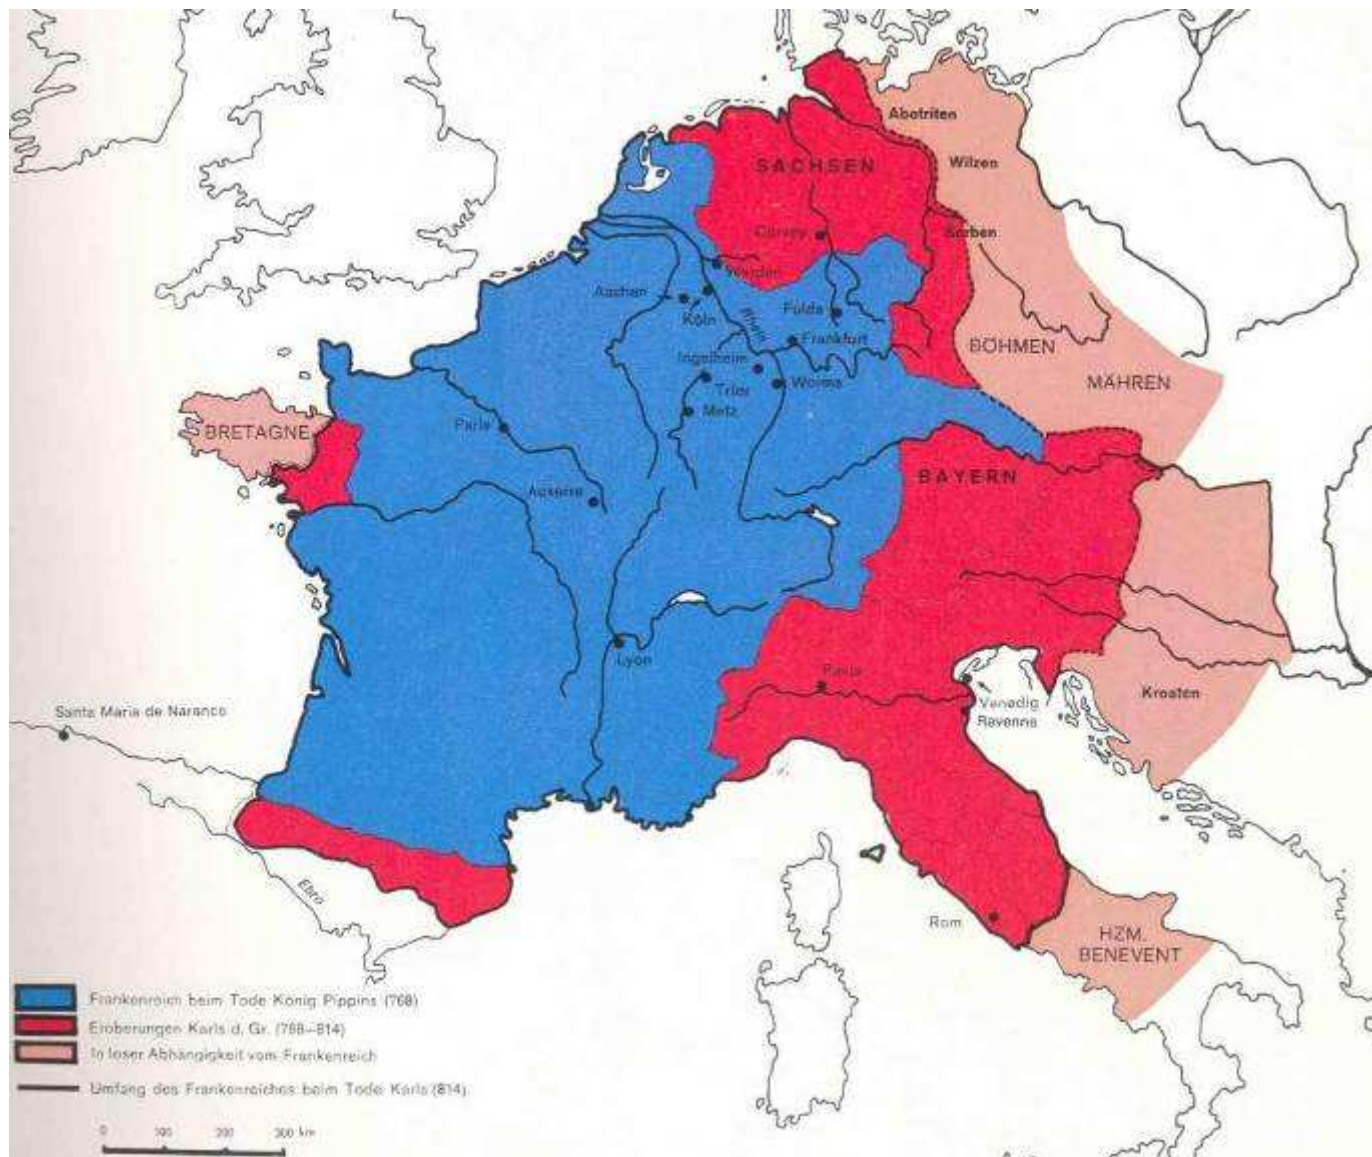 Abotriten
SACHSEN
Wilzen
Corvey
Sorben
Werden
Aachen
Köln
Rhein
Fulda
Frankfurt
BÖHMEN
Ingelheim
MÄHREN
Trier
Worms
Metz
BRETAGNE
Paris
BAYERN
Auxerre
Lyon
Pavia
Kroaten
Venedig
Ravenna
Santa Maria de Naranco
Ebro
Rom
HZM.
BENEVENT
Frankenreich beim Tode König Pippins (768)
Eroberungen Karls d. Gr. (768–814)
In loser Abhängigkeit vom Frankenreich
Umfang des Frankenreiches beim Tode Karls (814)
0 100 200 300 km